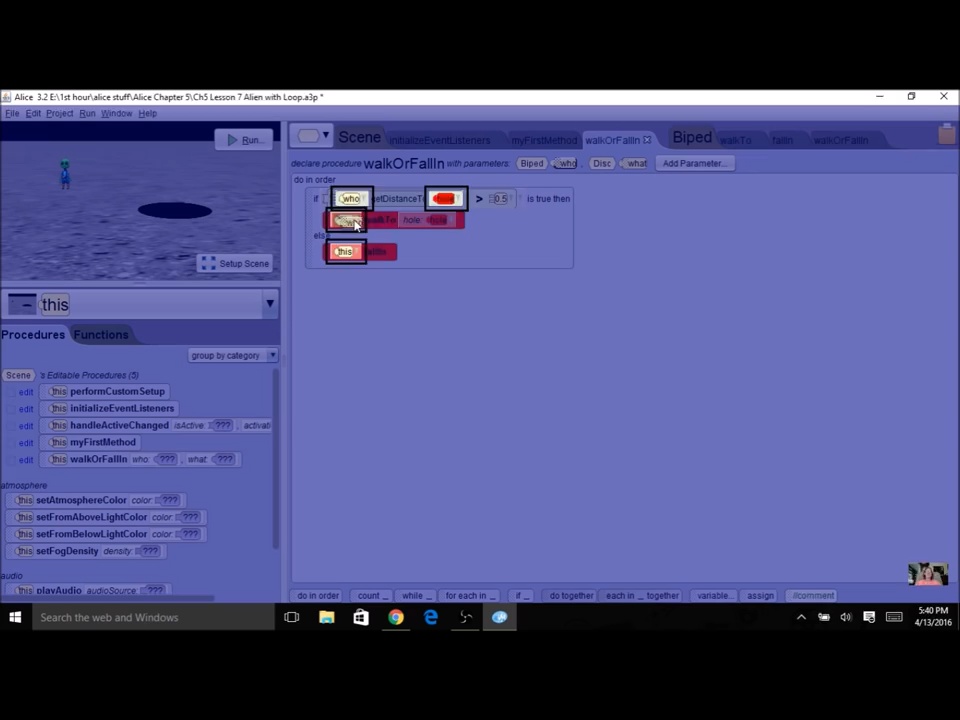 Alice 3.2 E:\1st hour\alice stuff\Alice Chapter 5\Ch5 Lesson 7 Alien with Loop.a3p *
File Edit Project Run Window Help
Run...
Scene initializeEventListeners myFirstMethod walkOrFallIn Biped walkTo fallIn walkOrFallIn
declare procedure walkOrFallIn with parameters: Biped who , Disc what Add Parameter...
do in order
if who getDistanceTo > 0.5 is true then
walkTo hole: hole
else
this
Setup Scene
this
Procedures Functions
group by category
Scene 's Editable Procedures (5)
edit this performCustomSetup
edit this initializeEventListeners
edit this handleActiveChanged isActive: ??? , activati
edit this myFirstMethod
edit this walkOrFallIn who: ??? , what: ???
atmosphere
this setAtmosphereColor color: ???
this setFromAboveLightColor color: ???
this setFromBelowLightColor color: ???
this setFogDensity density: ???
audio
this playAudio audioSource: ???
do in order count _ while _ for each in _ if _ do together each in _ together variable... assign //comment
Search the web and Windows
5:40 PM
4/13/2016